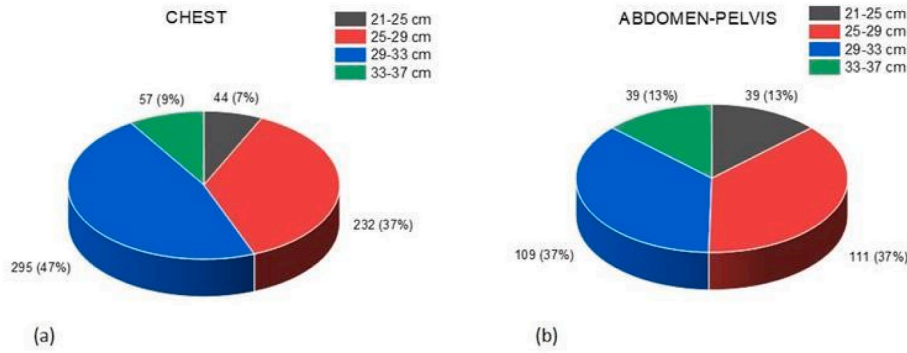 CHEST
21-25 cm
25-29 cm
29-33 cm
33-37 cm
57 (9%)
44 (7%)
232 (37%)
295 (47%)
(a)
ABDOMEN-PELVIS
21-25 cm
25-29 cm
29-33 cm
33-37 cm
39 (13%)
39 (13%)
109 (37%)
111 (37%)
(b)